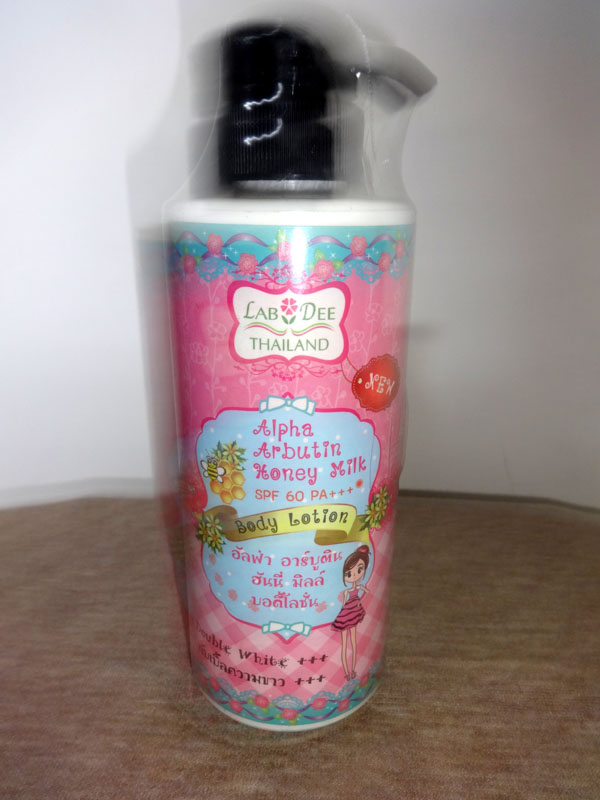 LAB DEE
THAILAND
NEW
Alpha
Arbutin
Honey Milk
SPF 60 PA+++
Body Lotion
อัลฟ่า อาร์บูติน
ฮันนี่ มิลล์
บอดี้โลชั่น
Double White +++
+++